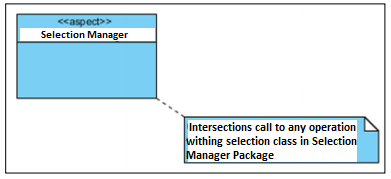 <<aspect>>
Selection Manager
Intersections call to any operation
withing selection class in Selection
Manager Package